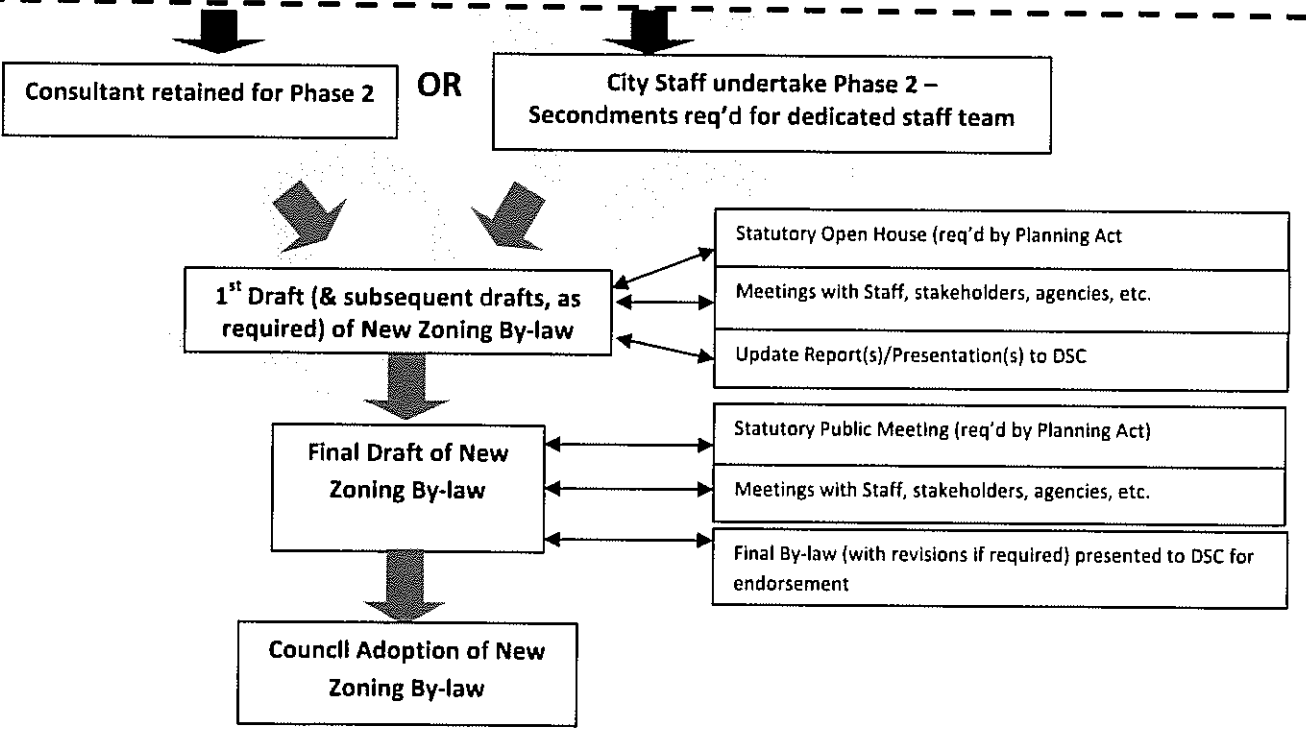 Consultant retained for Phase 2
OR
City Staff undertake Phase 2 –
Secondments req'd for dedicated staff team
1st Draft (& subsequent drafts, as
required) of New Zoning By-law
Statutory Open House (req'd by Planning Act
Meetings with Staff, stakeholders, agencies, etc.
Update Report(s)/Presentation(s) to DSC
Final Draft of New
Zoning By-law
Statutory Public Meeting (req'd by Planning Act)
Meetings with Staff, stakeholders, agencies, etc.
Final By-law (with revisions if required) presented to DSC for
endorsement
Council Adoption of New
Zoning By-law